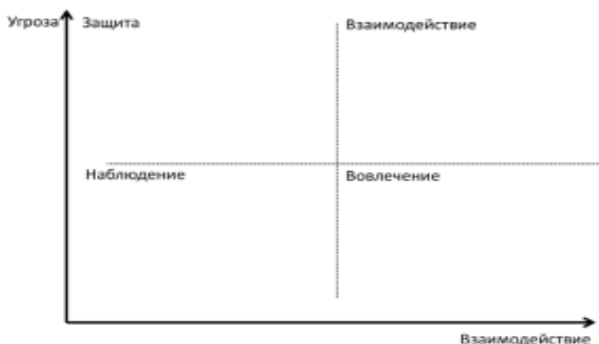 Угроза
Защита
Взаимодействие
Наблюдение
Вовлечение
Взаимодействие